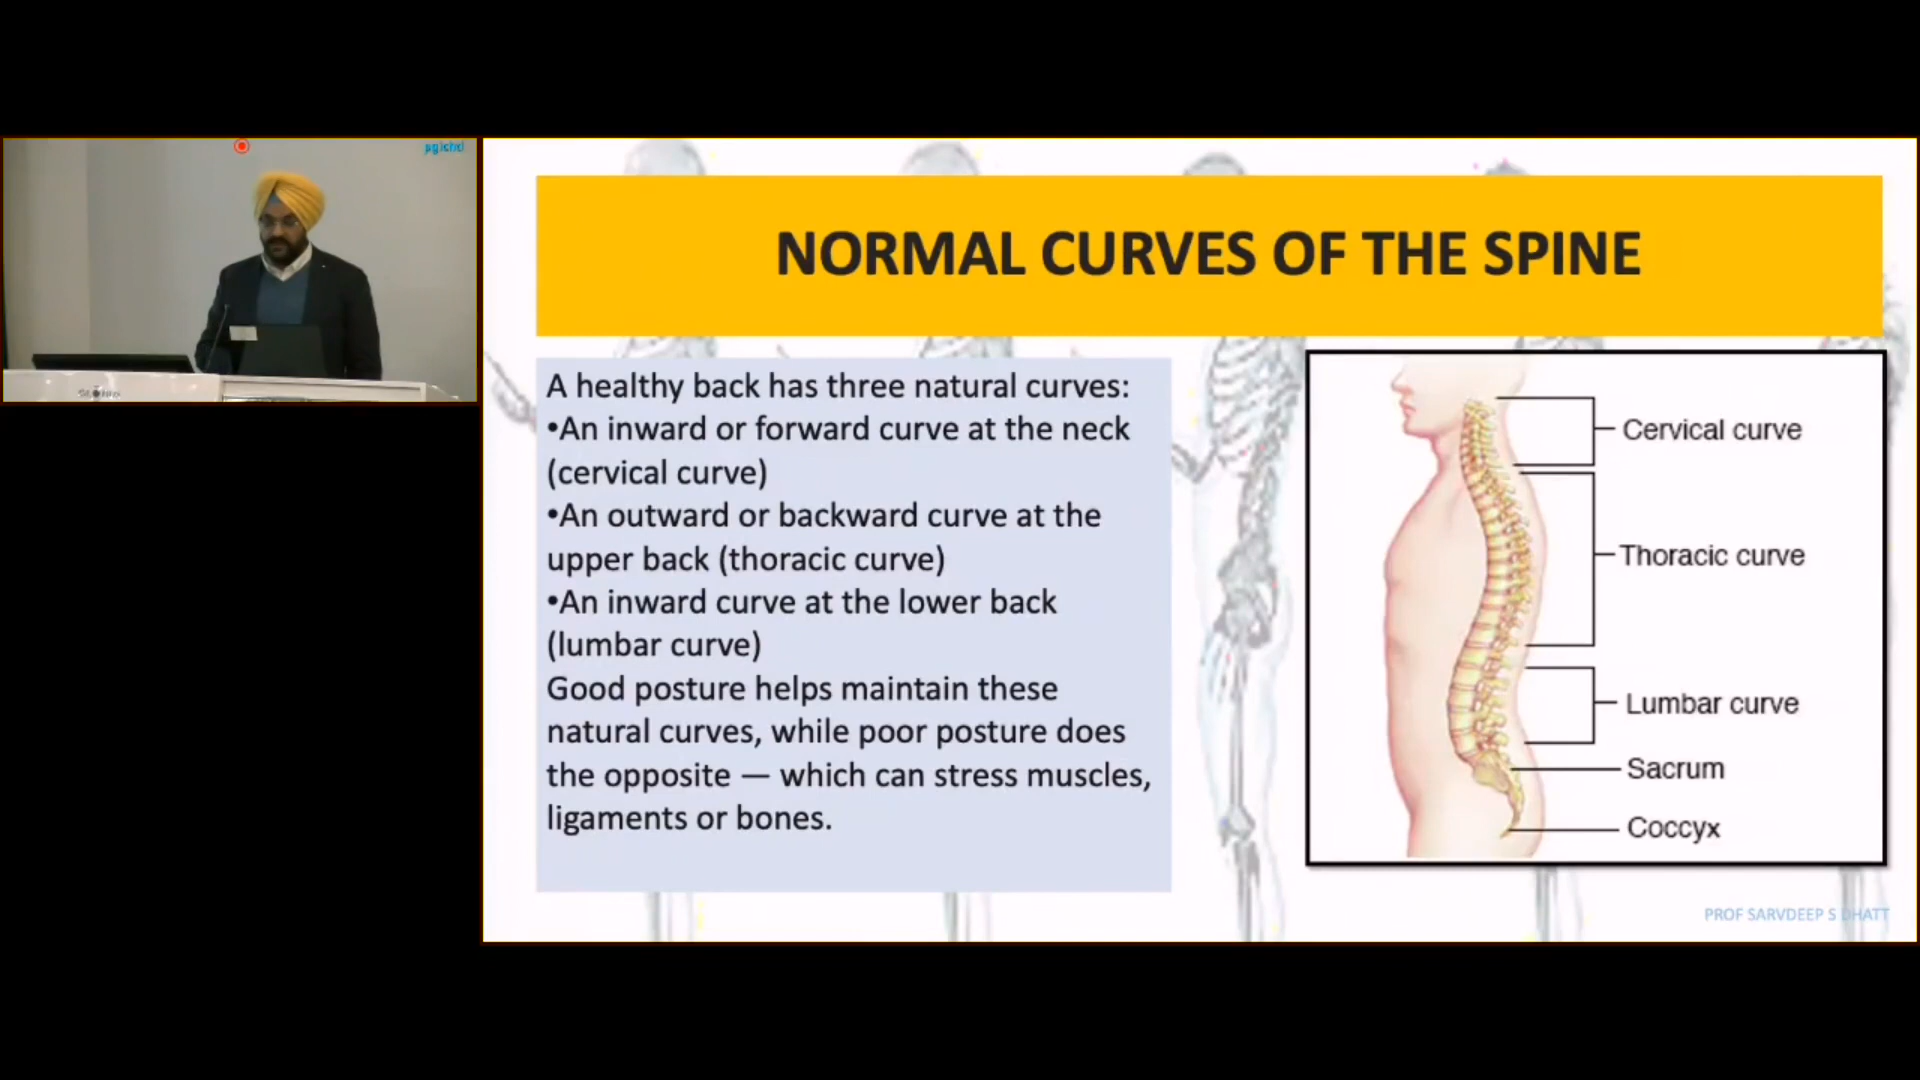 pgichd
NORMAL CURVES OF THE SPINE
A healthy back has three natural curves:
•An inward or forward curve at the neck
(cervical curve)
•An outward or backward curve at the
upper back (thoracic curve)
•An inward curve at the lower back
(lumbar curve)
Good posture helps maintain these
natural curves, while poor posture does
the opposite — which can stress muscles,
ligaments or bones.
Cervical curve
Thoracic curve
Lumbar curve
Sacrum
Coccyx
PROF SARVDEEP S DHATT